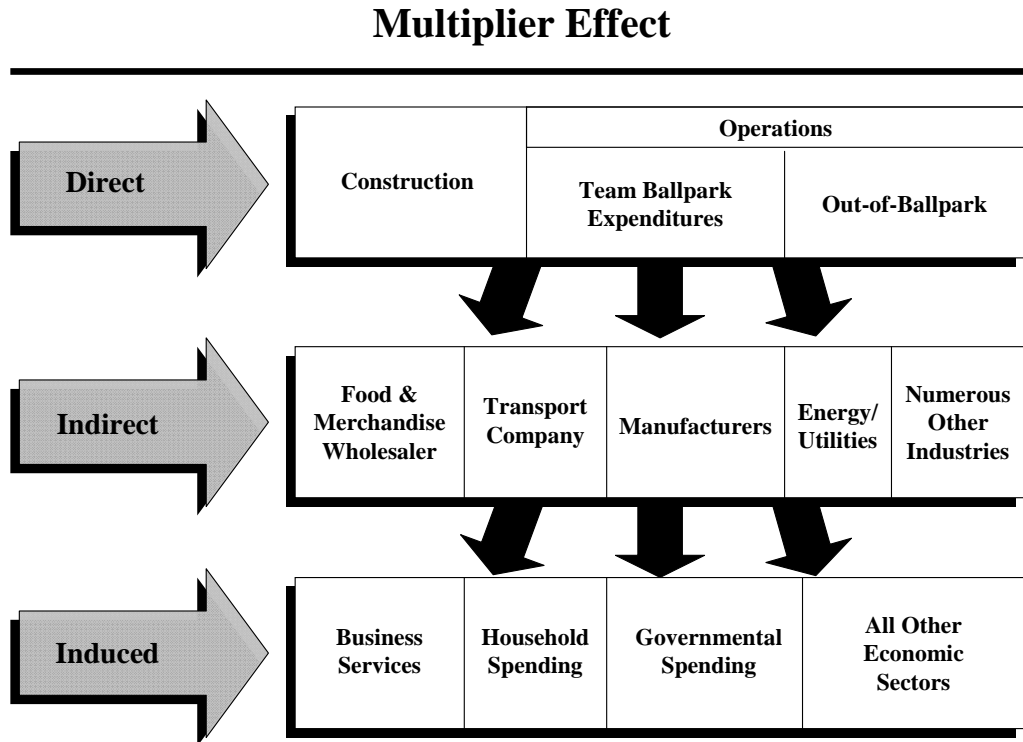 Multiplier Effect
Direct
Construction
Operations
Team Ballpark
Expenditures
Out-of-Ballpark
Indirect
Food &
Merchandise
Wholesaler
Transport
Company
Manufacturers
Energy/
Utilities
Numerous
Other
Industries
Induced
Business
Services
Household
Spending
Governmental
Spending
All Other
Economic
Sectors